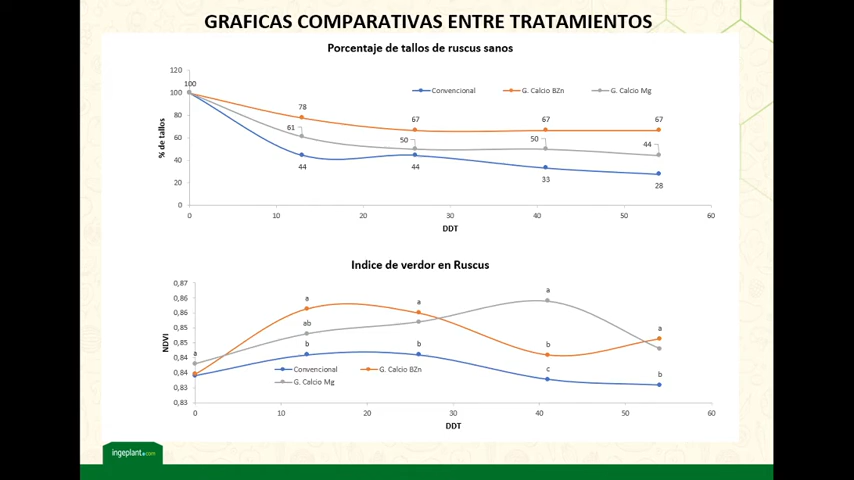 GRAFICAS COMPARATIVAS ENTRE TRATAMIENTOS
Porcentaje de tallos de ruscus sanos
120
100
80
60
40
20
0
% de tallos
Convencional
G. Calcio BZn
G. Calcio Mg
100
78
67
67
67
61
50
50
44
44
44
33
28
0
10
20
30
40
50
60
DDT
Indice de verdor en Ruscus
0,87
0,86
0,86
0,85
0,85
0,84
0,84
0,83
0,83
NDVI
a
a
a
a
a
ab
b
b
b
c
b
Convencional
G. Calcio BZn
G. Calcio Mg
0
10
20
30
40
50
60
DDT
ingeplant.com